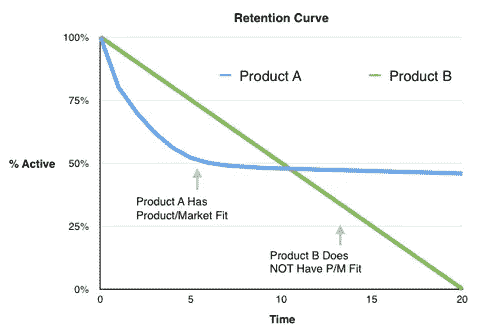 Retention Curve
100%
Product A
Product B
75%
% Active
50%
Product A Has
Product/Market Fit
25%
Product B Does
NOT Have P/M Fit
0%
0
5
10
15
20
Time